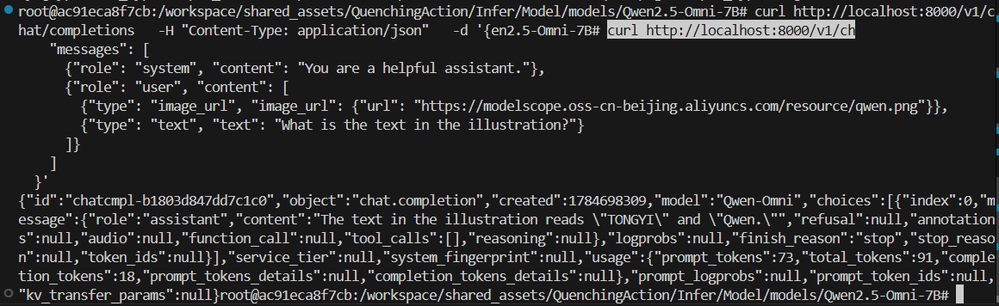 root@ac91eca8f7cb:/workspace/shared_assets/QuenchingAction/Infer/Model/models/Qwen2.5-Omni-7B# curl http://localhost:8000/v1/c
hat/completions   -H "Content-Type: application/json"   -d '{en2.5-Omni-7B# curl http://localhost:8000/v1/ch
"messages": [
{"role": "system", "content": "You are a helpful assistant."},
{"role": "user", "content": [
{"type": "image_url", "image_url": {"url": "https://modelscope.oss-cn-beijing.aliyuncs.com/resource/qwen.png"}},
{"type": "text", "text": "What is the text in the illustration?"}
]}
]
}'
{"id":"chatcmpl-b1803d847dd7c1c0","object":"chat.completion","created":1784698309,"model":"Qwen-Omni","choices":[{"index":0,"m
essage":{"role":"assistant","content":"The text in the illustration reads \"TONGYI\" and \"Qwen.\"","refusal":null,"annotation
s":null,"audio":null,"function_call":null,"tool_calls":[],"reasoning":null},"logprobs":null,"finish_reason":"stop","stop_reaso
n":null,"token_ids":null}],"service_tier":null,"system_fingerprint":null,"usage":{"prompt_tokens":73,"total_tokens":91,"comple
tion_tokens":18,"prompt_tokens_details":null,"completion_tokens_details":null},"prompt_logprobs":null,"prompt_token_ids":null,
"kv_transfer_params":null}root@ac91eca8f7cb:/workspace/shared_assets/QuenchingAction/Infer/Model/models/Qwen2.5-Omni-7B#